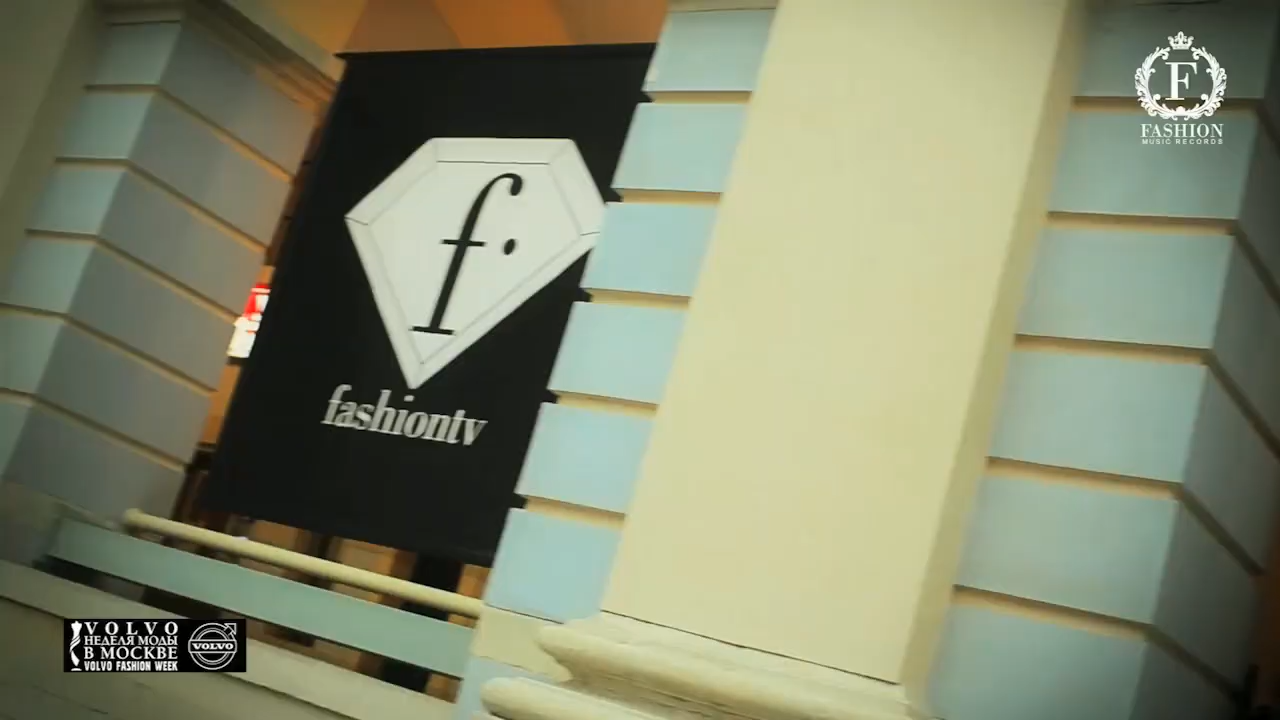 F
FASHION
MUSIC RECORDS
f
fashiontv
VOLVO
НЕДЕЛЯ МОДЫ
В МОСКВЕ
VOLVO FASHION WEEK
VOLVO